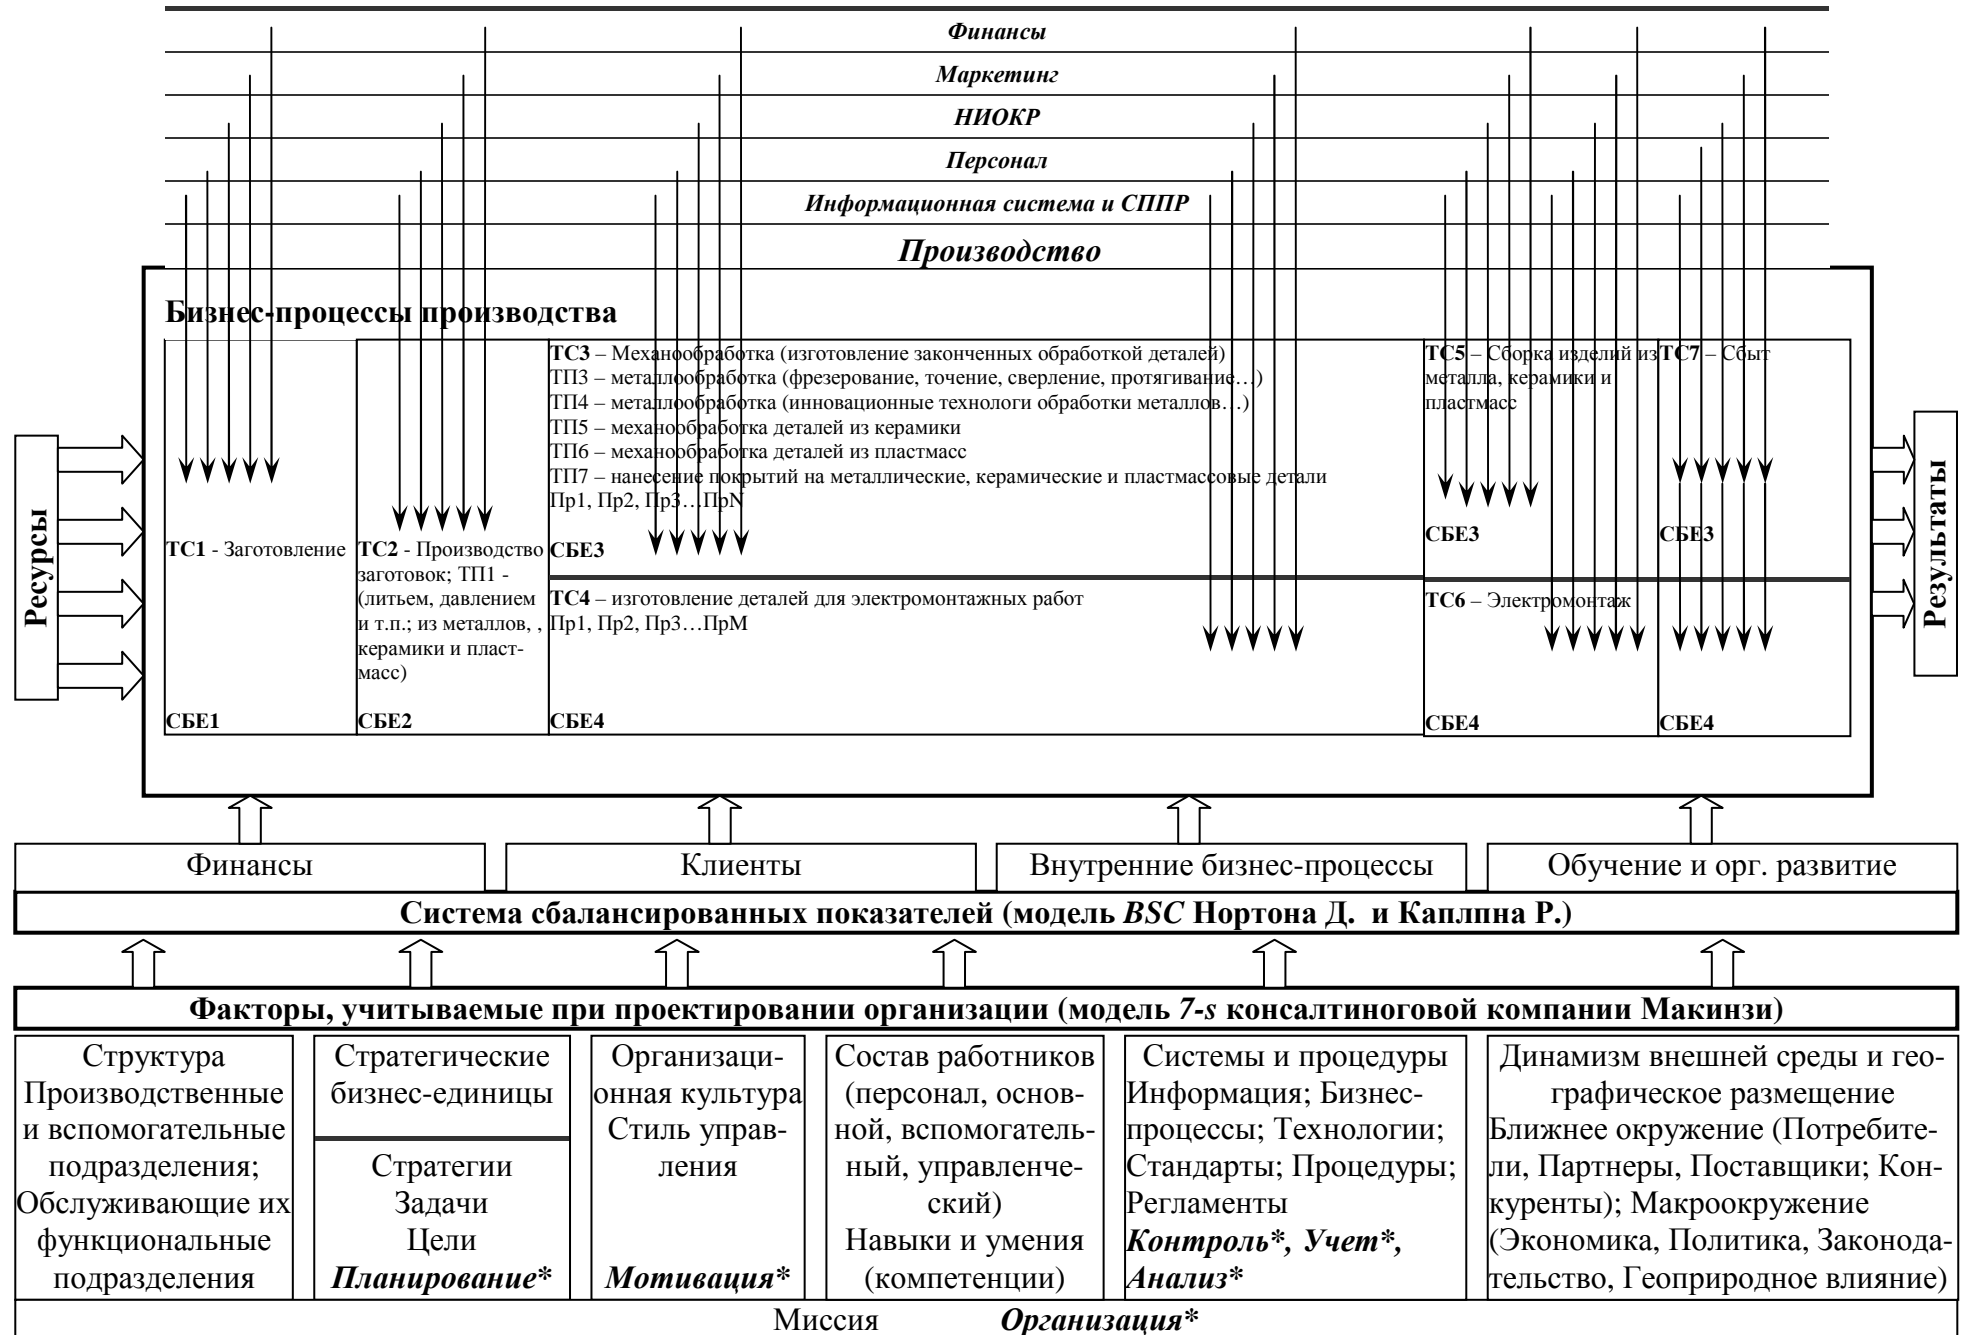 Финансы
Маркетинг
НИОКР
Персонал
Информационная система и СППР
Производство
Бизнес-процессы производства
Ресурсы
ТС1 - Заготовление
СБЕ1
ТС2 - Производство
заготовок; ТП1 -
(литьем, давлением
и т.п.; из металлов, ,
керамики и пласт-
масс)
СБЕ2
ТС3 – Механообработка (изготовление законченных обработкой деталей)
ТП3 – металлообработка (фрезерование, точение, сверление, протягивание…)
ТП4 – металлообработка (инновационные технологи обработки металлов…)
ТП5 – механообработка деталей из керамики
ТП6 – механообработка деталей из пластмасс
ТП7 – нанесение покрытий на металлические, керамические и пластмассовые детали
Пр1, Пр2, Пр3…ПрN
СБЕ3
ТС4 – изготовление деталей для электромонтажных работ
Пр1, Пр2, Пр3…ПрМ
СБЕ4
ТС5 – Сборка изделий из
металла, керамики и
пластмасс
СБЕ3
ТС6 – Электромонтаж
СБЕ4
ТС7 – Сбыт
СБЕ3
СБЕ4
Результаты
Финансы
Клиенты
Внутренние бизнес-процессы
Обучение и орг. развитие
Система сбалансированных показателей (модель BSC Нортона Д. и Каплпна Р.)
Факторы, учитываемые при проектировании организации (модель 7-s консалтиноговой компании Макинзи)
Структура
Производственные
и вспомогательные
подразделения;
Обслуживающие их
функциональные
подразделения
Стратегические
бизнес-единицы
Стратегии
Задачи
Цели
Планирование*
Организаци-
онная культура
Стиль управ-
ления
Мотивация*
Состав работников
(персонал, основ-
ной, вспомогатель-
ный, управленче-
ский)
Навыки и умения
(компетенции)
Системы и процедуры
Информация; Бизнес-
процессы; Технологии;
Стандарты; Процедуры;
Регламенты
Контроль*, Учет*,
Анализ*
Динамизм внешней среды и гео-
графическое размещение
Ближнее окружение (Потребите-
ли, Партнеры, Поставщики; Кон-
куренты); Макроокружение
(Экономика, Политика, Законода-
тельство, Геоприродное влияние)
Миссия Организация*